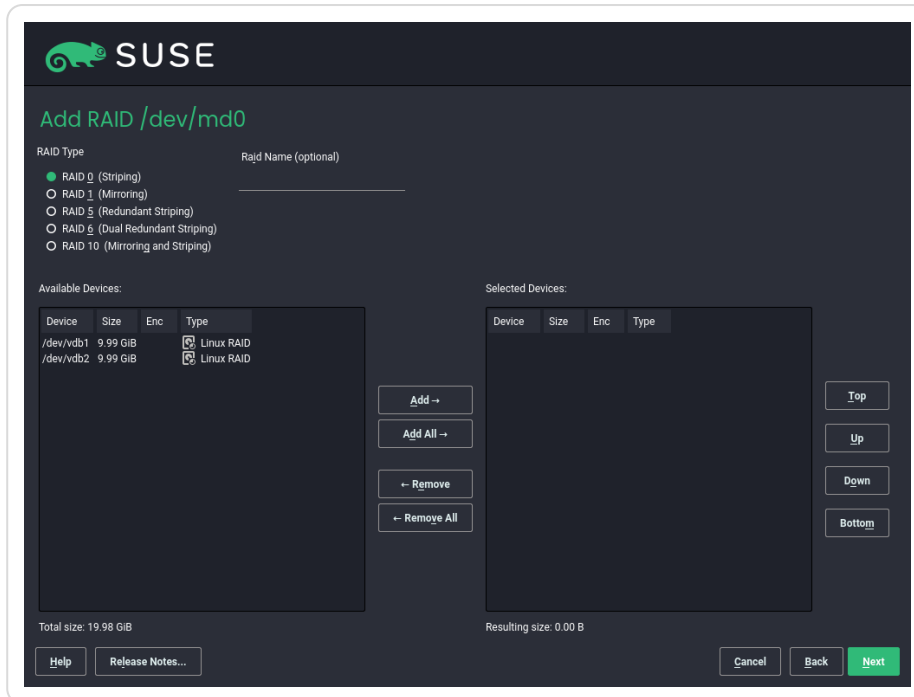 SUSE
Add RAID /dev/md0
RAID Type
Raid Name (optional)
RAID 0 (Striping)
RAID 1 (Mirroring)
RAID 5 (Redundant Striping)
RAID 6 (Dual Redundant Striping)
RAID 10 (Mirroring and Striping)
Available Devices:
Device Size Enc Type
/dev/vdb1 9.99 GiB Linux RAID
/dev/vdb2 9.99 GiB Linux RAID
Total size: 19.98 GiB
Add →
Add All →
← Remove
← Remove All
Selected Devices:
Device Size Enc Type
Resulting size: 0.00 B
Top
Up
Down
Bottom
Help Release Notes... Cancel Back Next